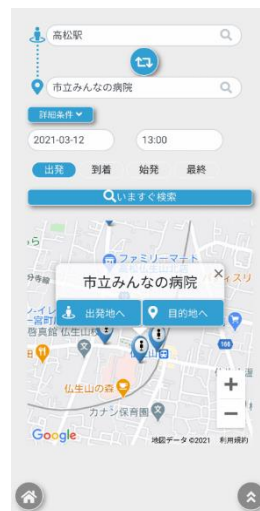 高松駅
市立みんなの病院
詳細条件
2021-03-12
13:00
出発
到着
始発
最終
いますぐ検索
ファミリーマート
市立みんなの病院
出発地へ
目的地へ
仏生山の森
カナン保育園
166
Google
地図データ ©2021
利用規約